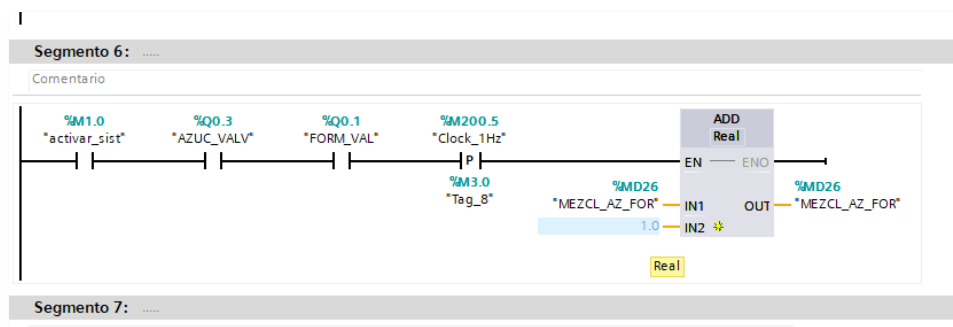 Segmento 6: .....
Comentario
%M1.0 %Q0.3 %Q0.1 %M200.5 ADD
"activar_sist" "AZUC_VALV" "FORM_VAL" "Clock_1Hz" Real
P
EN ENO
%M3.0 %MD26 %MD26
"Tag_8" "MEZCL_AZ_FOR" IN1 OUT "MEZCL_AZ_FOR"
1.0 IN2
Real
Segmento 7: .....